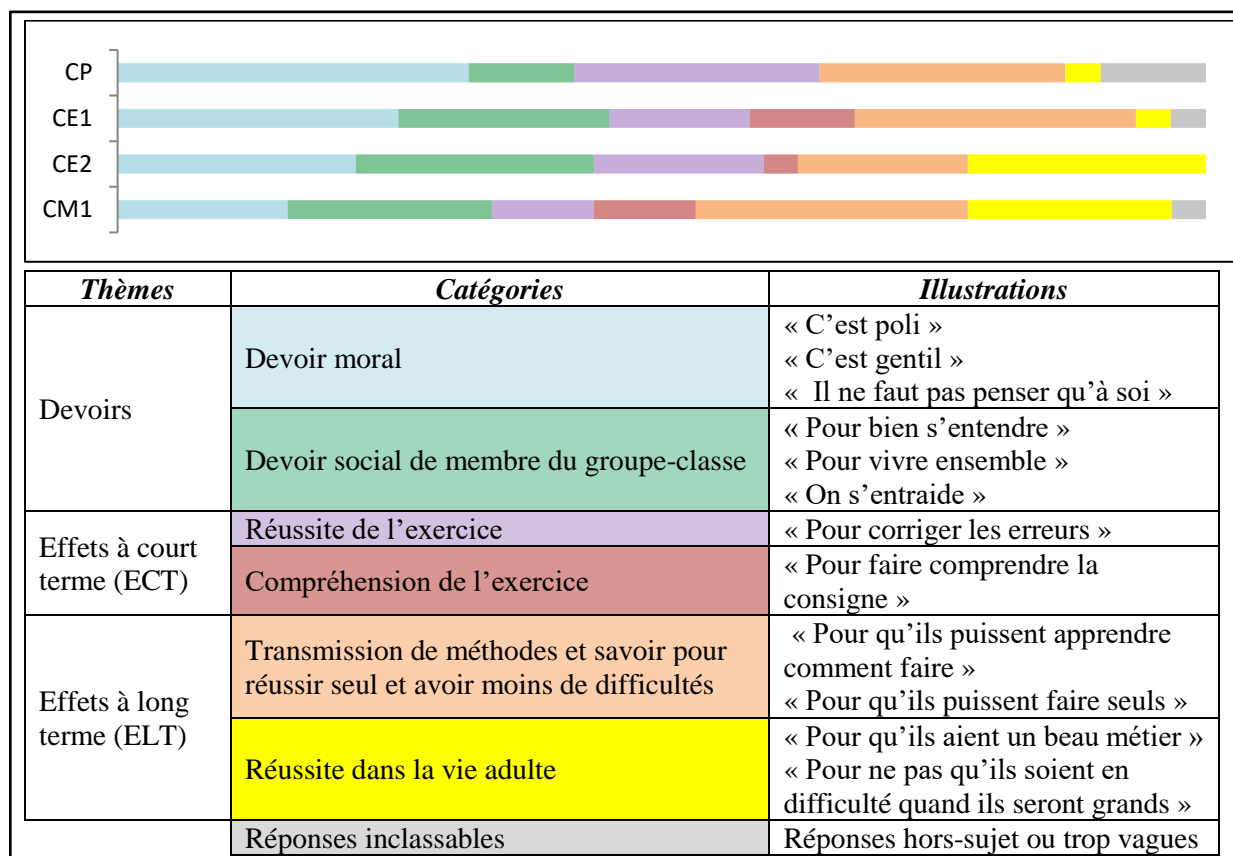 CP
CE1
CE2
CM1
Thèmes
Catégories
Illustrations
Devoirs
Devoir moral
« C’est poli »
« C’est gentil »
« Il ne faut pas penser qu’à soi »
Devoir social de membre du groupe-classe
« Pour bien s’entendre »
« Pour vivre ensemble »
« On s’entraide »
Effets à court
terme (ECT)
Réussite de l’exercice
« Pour corriger les erreurs »
Compréhension de l’exercice
« Pour faire comprendre la
consigne »
Effets à long
terme (ELT)
Transmission de méthodes et savoir pour
réussir seul et avoir moins de difficultés
« Pour qu’ils puissent apprendre
comment faire »
« Pour qu’ils puissent faire seuls »
Réussite dans la vie adulte
« Pour qu’ils aient un beau métier »
« Pour ne pas qu’ils soient en
difficulté quand ils seront grands »
Réponses inclassables
Réponses hors-sujet ou trop vagues